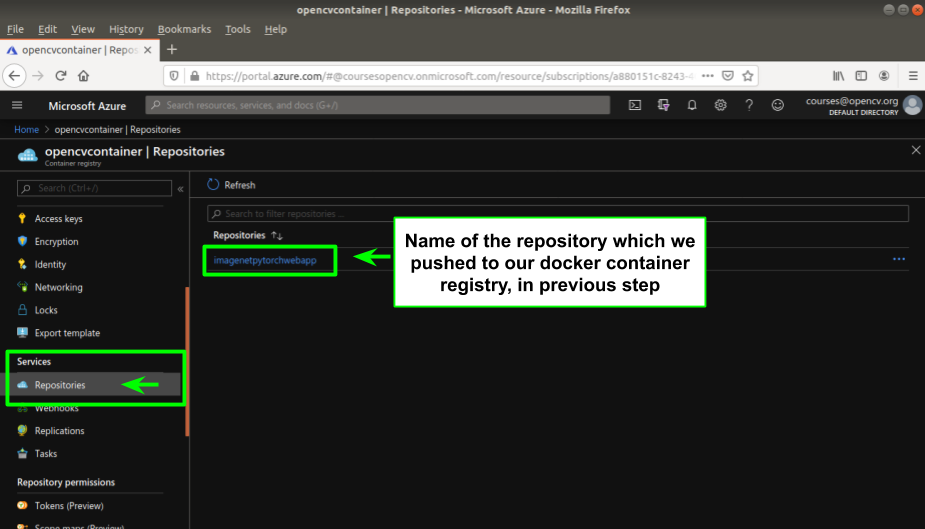 opencvcontainer | Repositories - Microsoft Azure - Mozilla Firefox
File Edit View History Bookmarks Tools Help
opencvcontainer | Repos
https://portal.azure.com/#@coursesopencv.onmicrosoft.com/resource/subscriptions/a880151c-8243-4
Microsoft Azure
Search resources, services, and docs (G+/)
courses@opencv.org
DEFAULT DIRECTORY
Home > opencvcontainer | Repositories
opencvcontainer | Repositories
Container registry
Search (Ctrl+/)
Refresh
Access keys
Encryption
Identity
Networking
Locks
Export template
Services
Repositories
Webhooks
Replications
Tasks
Repository permissions
Tokens (Preview)
Scope maps (Preview)
Search to filter repositories ...
Repositories
imagenetpytorchwebapp
Name of the repository which we
pushed to our docker container
registry, in previous step